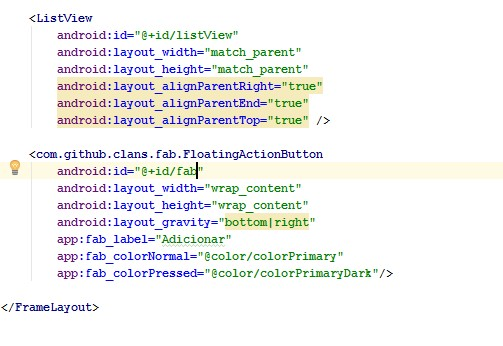 <ListView
android:id="@+id/listView"
android:layout_width="match_parent"
android:layout_height="match_parent"
android:layout_alignParentRight="true"
android:layout_alignParentEnd="true"
android:layout_alignParentTop="true" />
<com.github.clans.fab.FloatingActionButton
android:id="@+id/fab"
android:layout_width="wrap_content"
android:layout_height="wrap_content"
android:layout_gravity="bottom|right"
app:fab_label="Adicionar"
app:fab_colorNormal="@color/colorPrimary"
app:fab_colorPressed="@color/colorPrimaryDark"/>
</FrameLayout>